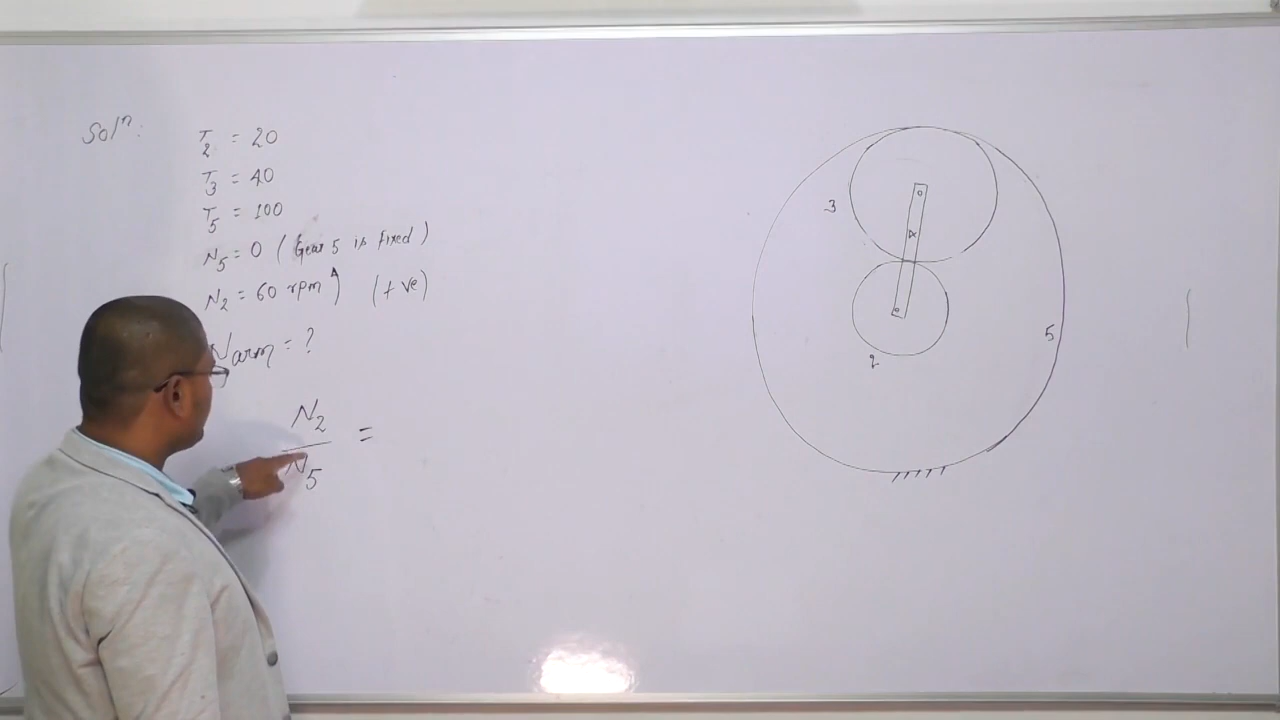 Solⁿ:
T₂ = 20
T₃ = 40
T₅ = 100
N₅ = 0 (Gear 5 is fixed)
N₂ = 60 rpm (+ve)
Narm = ?
N₂
N₅
=
3
2
5